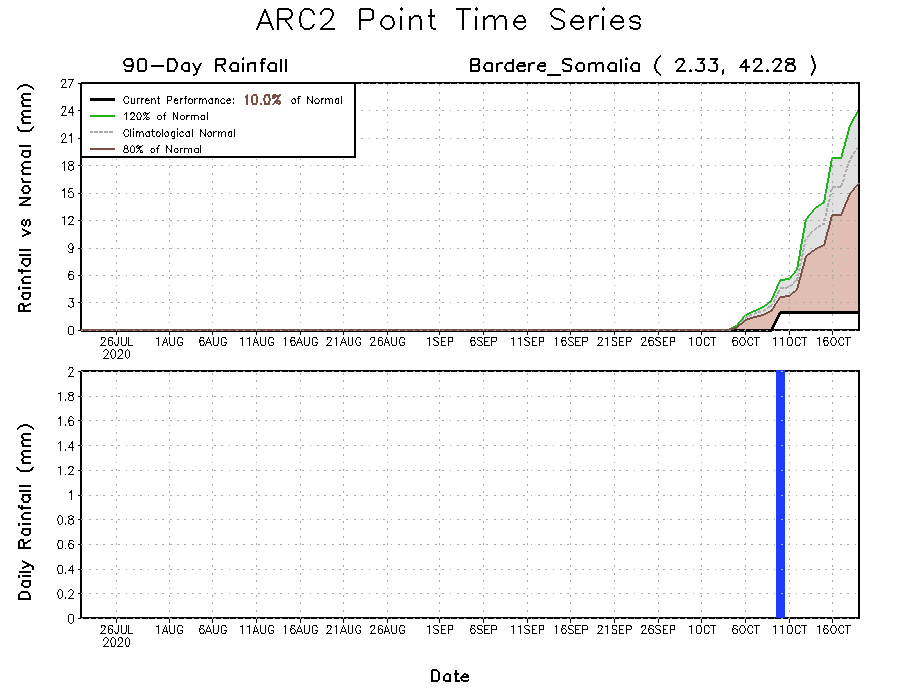 ARC2 Point Time Series
90-Day Rainfall
Bardere_Somalia ( 2.33, 42.28 )
Rainfall vs Normal (mm)
27
24
21
18
15
12
9
6
3
0
Current Performance: 10.0% of Normal
120% of Normal
Climatological Normal
80% of Normal
26JUL 1AUG 6AUG 11AUG 16AUG 21AUG 26AUG 1SEP 6SEP 11SEP 16SEP 21SEP 26SEP 1OCT 6OCT 11OCT 16OCT
2020
Daily Rainfall (mm)
2
1.8
1.6
1.4
1.2
1
0.8
0.6
0.4
0.2
0
26JUL 1AUG 6AUG 11AUG 16AUG 21AUG 26AUG 1SEP 6SEP 11SEP 16SEP 21SEP 26SEP 1OCT 6OCT 11OCT 16OCT
2020
Date